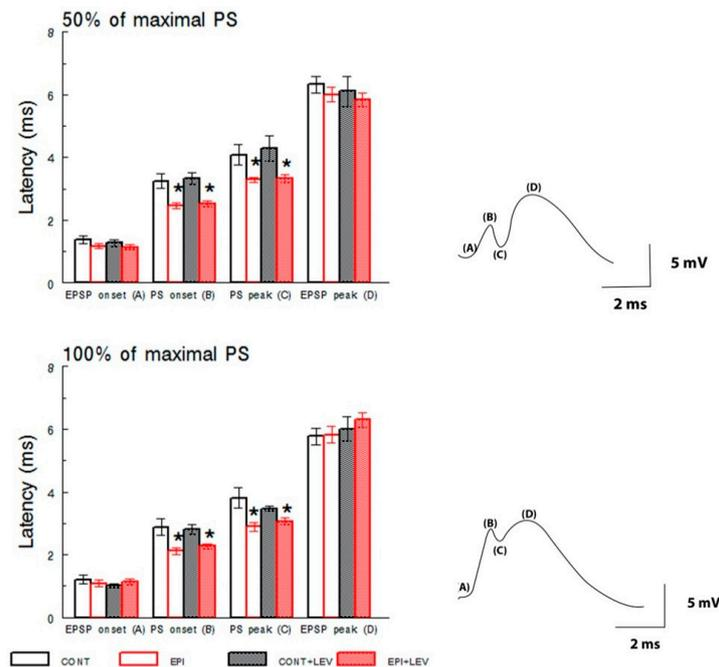 50% of maximal PS
Latency (ms)
8
6
4
2
0
* * * *
EPSP onset (A) PS onset (B) PS peak (C) EPSP peak (D)
(A) (B) (C) (D)
5 mV
2 ms
100% of maximal PS
Latency (ms)
8
6
4
2
0
* * * *
EPSP onset (A) PS onset (B) PS peak (C) EPSP peak (D)
A) (B) (C) (D)
5 mV
2 ms
CONT EPI CONT+LEV EPI+LEV